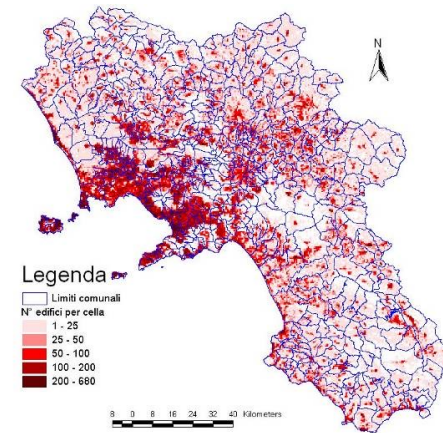 N
Legenda
Limiti comunali
N° edifici per cella
1 - 25
25 - 50
50 - 100
100 - 200
200 - 680
8 0 8 16 24 32 40 Kilometers